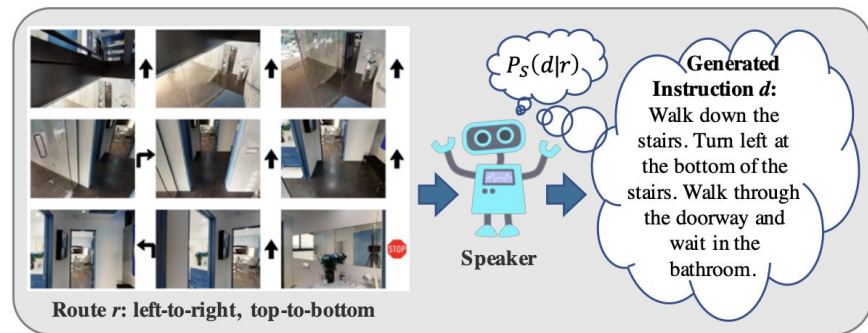 P_S(d|r)
Generated
Instruction d:
Walk down the
stairs. Turn left at
the bottom of the
stairs. Walk through
the doorway and
wait in the
bathroom.
STOP
Speaker
Route r: left-to-right, top-to-bottom